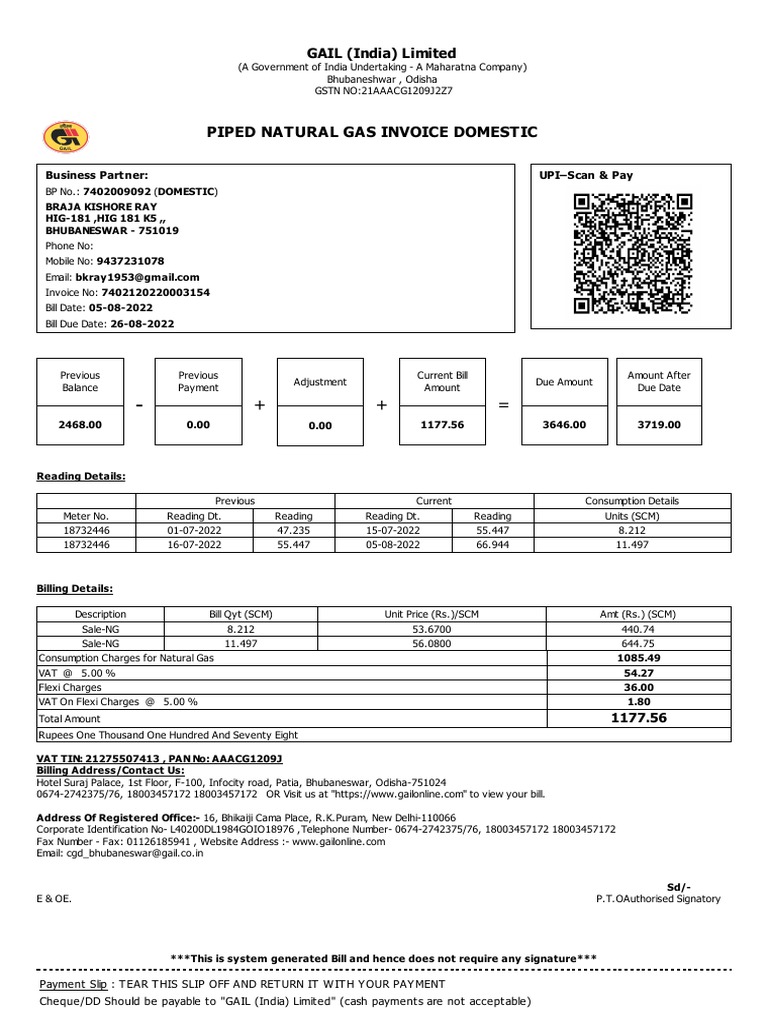 GAIL (India) Limited
(A Government of India Undertaking - A Maharatna Company)
Bhubaneshwar , Odisha
GSTN NO:21AAACG1209J2Z7
GAIL
PIPED NATURAL GAS INVOICE DOMESTIC
Business Partner:
BP No.: 7402009092 (DOMESTIC)
BRAJA KISHORE RAY
HIG-181 ,HIG 181 K5 ,,
BHUBANESWAR - 751019
Phone No:
Mobile No: 9437231078
Email: bkray1953@gmail.com
Invoice No: 7402120220003154
Bill Date: 05-08-2022
Bill Due Date: 26-08-2022
UPI–Scan & Pay
Previous Balance
2468.00
-
Previous Payment
0.00
+
Adjustment
0.00
+
Current Bill Amount
1177.56
=
Due Amount
3646.00
Amount After Due Date
3719.00
Reading Details:
Previous Current Consumption Details
Meter No. Reading Dt. Reading Reading Dt. Reading Units (SCM)
18732446 01-07-2022 47.235 15-07-2022 55.447 8.212
18732446 16-07-2022 55.447 05-08-2022 66.944 11.497
Billing Details:
Description Bill Qyt (SCM) Unit Price (Rs.)/SCM Amt (Rs.) (SCM)
Sale-NG 8.212 53.6700 440.74
Sale-NG 11.497 56.0800 644.75
Consumption Charges for Natural Gas 1085.49
VAT @ 5.00 % 54.27
Flexi Charges 36.00
VAT On Flexi Charges @ 5.00 % 1.80
Total Amount 1177.56
Rupees One Thousand One Hundred And Seventy Eight
VAT TIN: 21275507413 , PAN No: AAACG1209J
Billing Address/Contact Us:
Hotel Suraj Palace, 1st Floor, F-100, Infocity road, Patia, Bhubaneswar, Odisha-751024
0674-2742375/76, 18003457172 18003457172 OR Visit us at "https://www.gailonline.com" to view your bill.
Address Of Registered Office:- 16, Bhikaiji Cama Place, R.K.Puram, New Delhi-110066
Corporate Identification No- L40200DL1984GOIO18976 ,Telephone Number- 0674-2742375/76, 18003457172 18003457172
Fax Number - Fax: 01126185941 , Website Address :- www.gailonline.com
Email: cgd_bhubaneswar@gail.co.in
Sd/-
E & OE. P.T.OAuthorised Signatory
***This is system generated Bill and hence does not require any signature***
Payment Slip : TEAR THIS SLIP OFF AND RETURN IT WITH YOUR PAYMENT
Cheque/DD Should be payable to "GAIL (India) Limited" (cash payments are not acceptable)